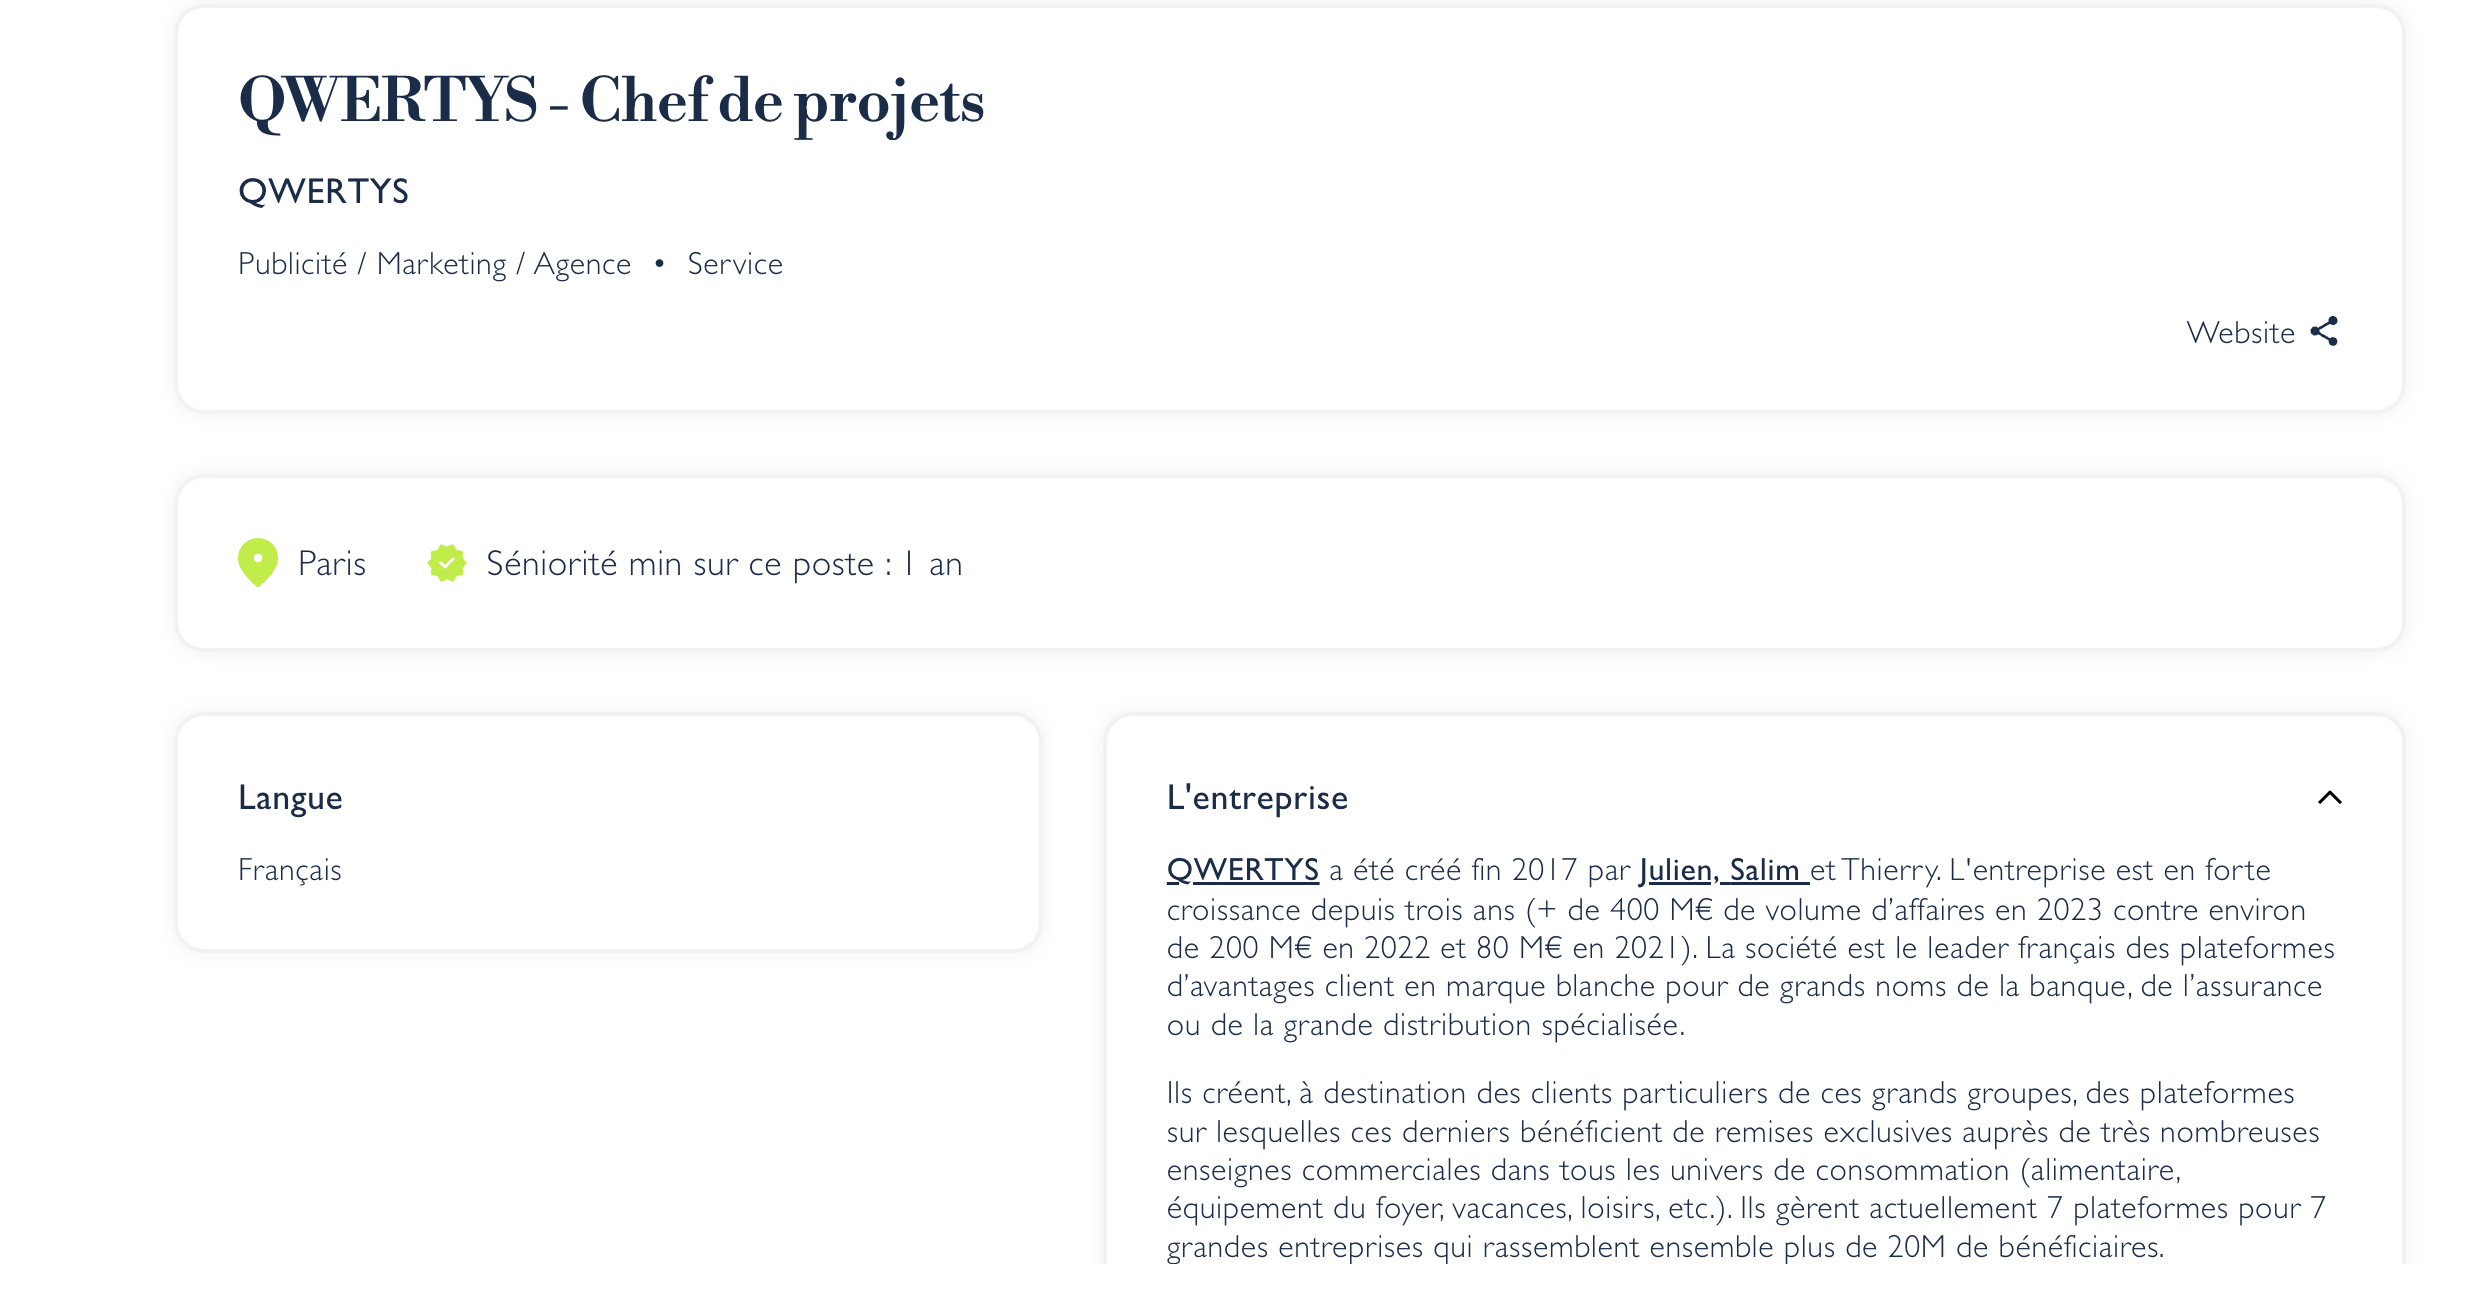 QWERTYS - Chef de projets
QWERTYS
Publicité / Marketing / Agence • Service
Website
Paris
Séniorité min sur ce poste : 1 an
Langue
Français
L'entreprise
QWERTYS a été créé fin 2017 par Julien, Salim et Thierry. L'entreprise est en forte
croissance depuis trois ans (+ de 400 M€ de volume d’affaires en 2023 contre environ
de 200 M€ en 2022 et 80 M€ en 2021). La société est le leader français des plateformes
d’avantages client en marque blanche pour de grands noms de la banque, de l’assurance
ou de la grande distribution spécialisée.
Ils créent, à destination des clients particuliers de ces grands groupes, des plateformes
sur lesquelles ces derniers bénéficient de remises exclusives auprès de très nombreuses
enseignes commerciales dans tous les univers de consommation (alimentaire,
équipement du foyer, vacances, loisirs, etc.). Ils gèrent actuellement 7 plateformes pour 7
grandes entreprises qui rassemblent ensemble plus de 20M de bénéficiaires.